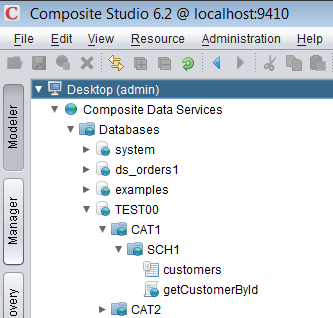 C Composite Studio 6.2 @ localhost:9410
File Edit View Resource Administration Help
Desktop (admin)
Composite Data Services
Databases
system
ds_orders1
examples
TEST00
CAT1
SCH1
customers
getCustomerById
CAT2
Modeler
Manager